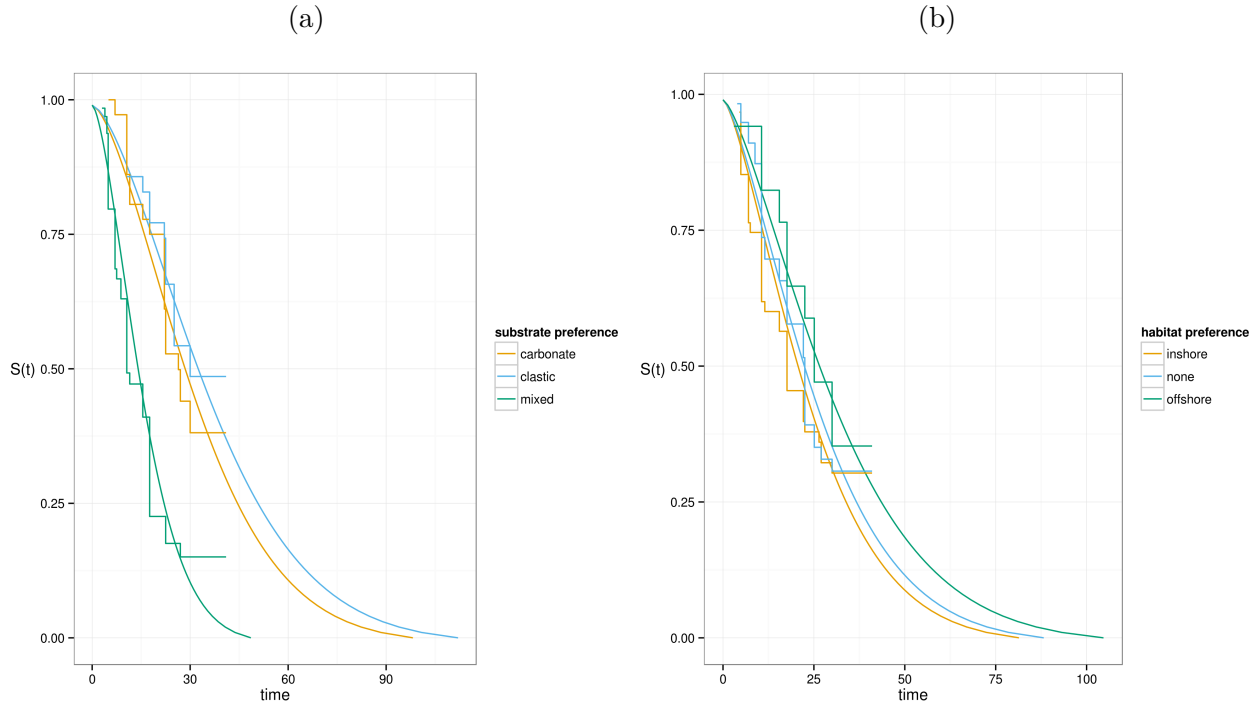 (a)
(b)
S(t)
1.00
0.75
0.50
0.25
0.00
0
30
60
90
time
substrate preference
carbonate
clastic
mixed
S(t)
1.00
0.75
0.50
0.25
0.00
0
25
50
75
100
time
habitat preference
inshore
none
offshore